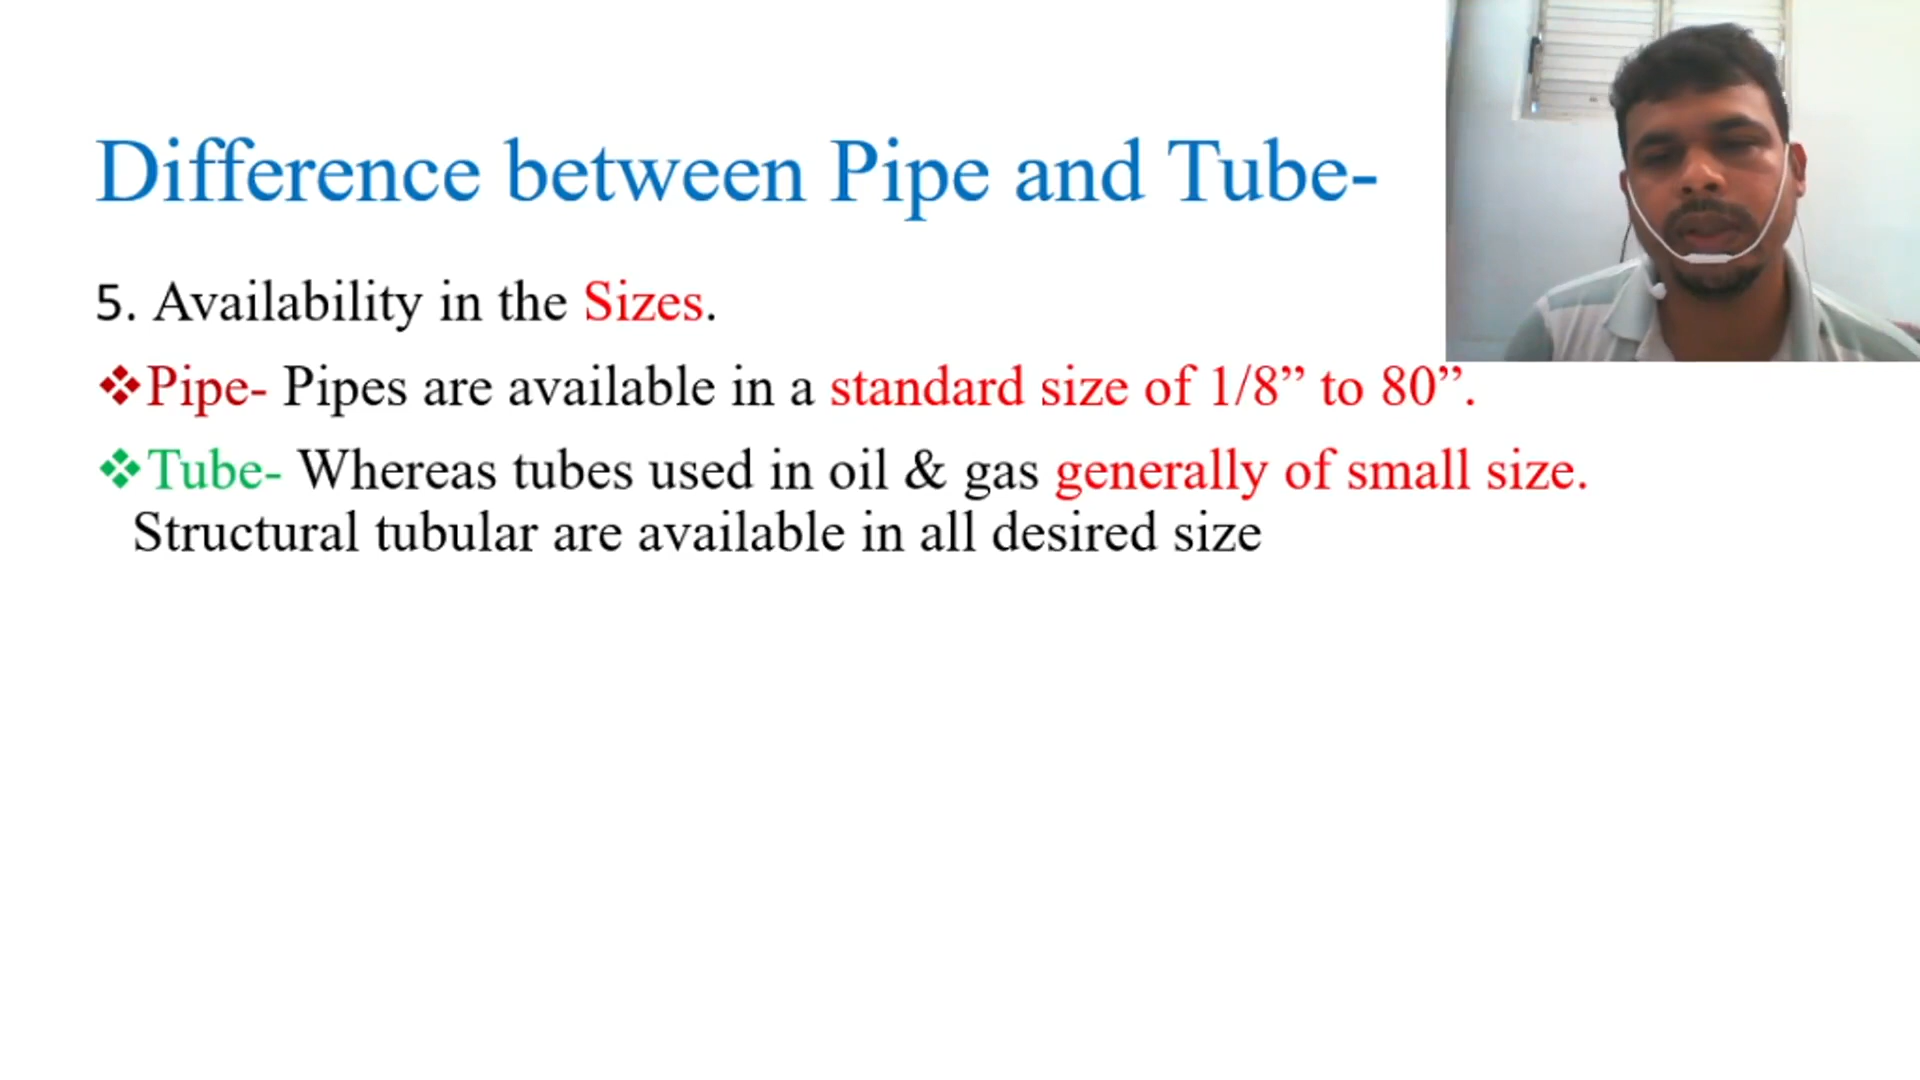 Difference between Pipe and Tube-
5. Availability in the Sizes.
❖Pipe- Pipes are available in a standard size of 1/8” to 80”.
❖Tube- Whereas tubes used in oil & gas generally of small size.
Structural tubular are available in all desired size